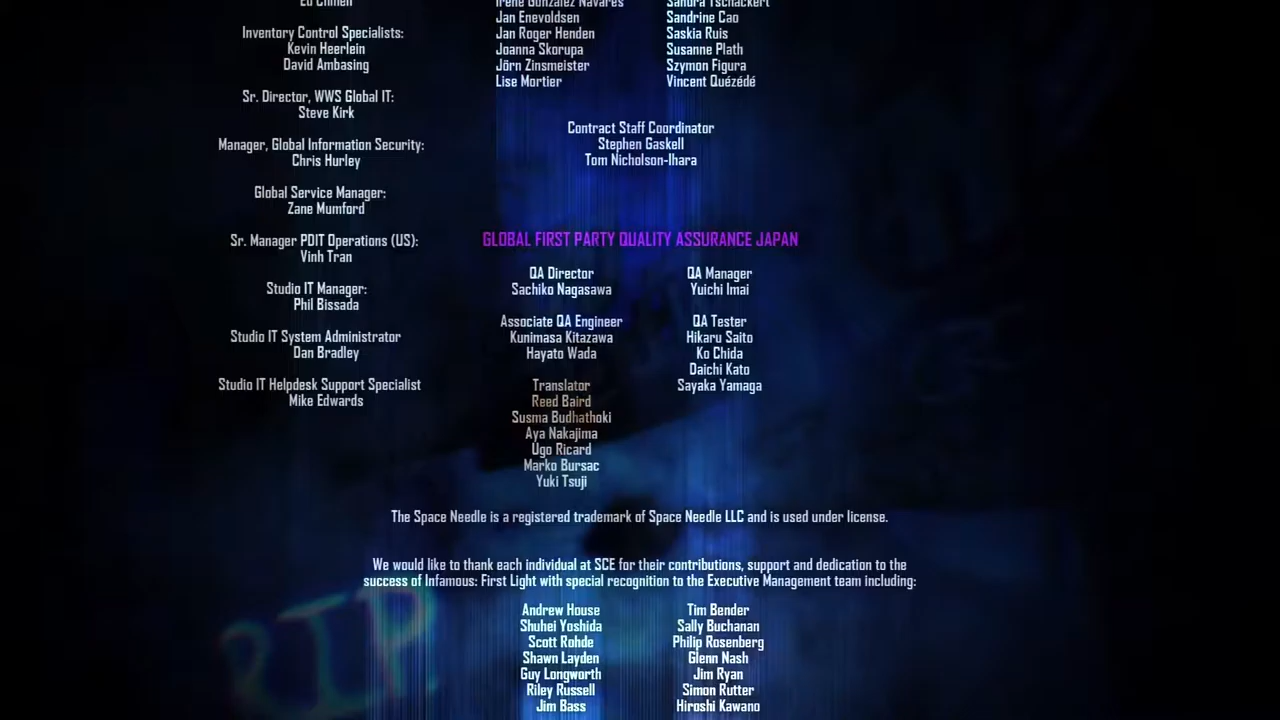 Ed Chinen
Inventory Control Specialists:
Kevin Heerlein
David Ambasing
Sr. Director, WWS Global IT:
Steve Kirk
Manager, Global Information Security:
Chris Hurley
Global Service Manager:
Zane Mumford
Sr. Manager PDIT Operations (US):
Vinh Tran
Studio IT Manager:
Phil Bissada
Studio IT System Administrator
Dan Bradley
Studio IT Helpdesk Support Specialist
Mike Edwards
Irene González Navares
Jan Enevoldsen
Jan Roger Henden
Joanna Skorupa
Jörn Zinsmeister
Lise Mortier
Sandra Tschackert
Sandrine Cao
Saskia Ruis
Susanne Plath
Szymon Figura
Vincent Quézédé
Contract Staff Coordinator
Stephen Gaskell
Tom Nicholson-Ihara
GLOBAL FIRST PARTY QUALITY ASSURANCE JAPAN
QA Director
Sachiko Nagasawa
Associate QA Engineer
Kunimasa Kitazawa
Hayato Wada
Translator
Reed Baird
Susma Budhathoki
Aya Nakajima
Ugo Ricard
Marko Bursac
Yuki Tsuji
QA Manager
Yuichi Imai
QA Tester
Hikaru Saito
Ko Chida
Daichi Kato
Sayaka Yamaga
The Space Needle is a registered trademark of Space Needle LLC and is used under license.
We would like to thank each individual at SCE for their contributions, support and dedication to the
success of Infamous: First Light with special recognition to the Executive Management team including:
Andrew House
Shuhei Yoshida
Scott Rohde
Shawn Layden
Guy Longworth
Riley Russell
Jim Bass
Tim Bender
Sally Buchanan
Philip Rosenberg
Glenn Nash
Jim Ryan
Simon Rutter
Hiroshi Kawano
RIP